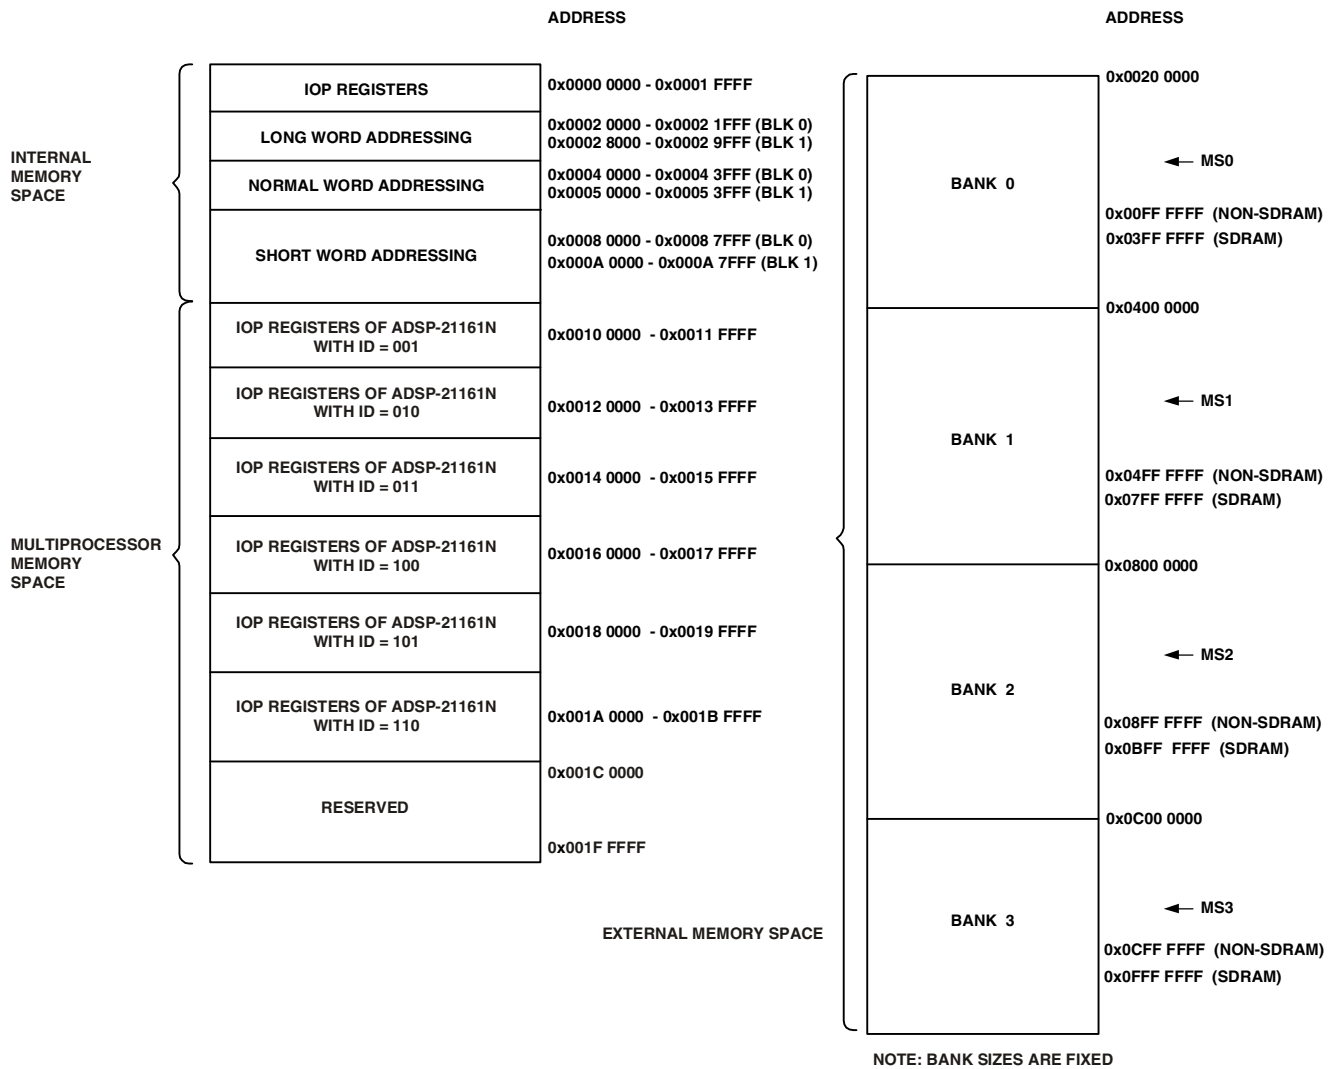 ADDRESS
IOP REGISTERS
0x0000 0000 - 0x0001 FFFF
LONG WORD ADDRESSING
0x0002 0000 - 0x0002 1FFF (BLK 0)
0x0002 8000 - 0x0002 9FFF (BLK 1)
INTERNAL
MEMORY
SPACE
NORMAL WORD ADDRESSING
0x0004 0000 - 0x0004 3FFF (BLK 0)
0x0005 0000 - 0x0005 3FFF (BLK 1)
SHORT WORD ADDRESSING
0x0008 0000 - 0x0008 7FFF (BLK 0)
0x000A 0000 - 0x000A 7FFF (BLK 1)
IOP REGISTERS OF ADSP-21161N
WITH ID = 001
0x0010 0000 - 0x0011 FFFF
IOP REGISTERS OF ADSP-21161N
WITH ID = 010
0x0012 0000 - 0x0013 FFFF
IOP REGISTERS OF ADSP-21161N
WITH ID = 011
0x0014 0000 - 0x0015 FFFF
MULTIPROCESSOR
MEMORY
SPACE
IOP REGISTERS OF ADSP-21161N
WITH ID = 100
0x0016 0000 - 0x0017 FFFF
IOP REGISTERS OF ADSP-21161N
WITH ID = 101
0x0018 0000 - 0x0019 FFFF
IOP REGISTERS OF ADSP-21161N
WITH ID = 110
0x001A 0000 - 0x001B FFFF
0x001C 0000
RESERVED
0x001F FFFF
ADDRESS
0x0020 0000
BANK 0
MS0
0x00FF FFFF (NON-SDRAM)
0x03FF FFFF (SDRAM)
0x0400 0000
MS1
BANK 1
0x04FF FFFF (NON-SDRAM)
0x07FF FFFF (SDRAM)
0x0800 0000
MS2
BANK 2
0x08FF FFFF (NON-SDRAM)
0x0BFF FFFF (SDRAM)
0x0C00 0000
MS3
BANK 3
EXTERNAL MEMORY SPACE
0x0CFF FFFF (NON-SDRAM)
0x0FFF FFFF (SDRAM)
NOTE: BANK SIZES ARE FIXED